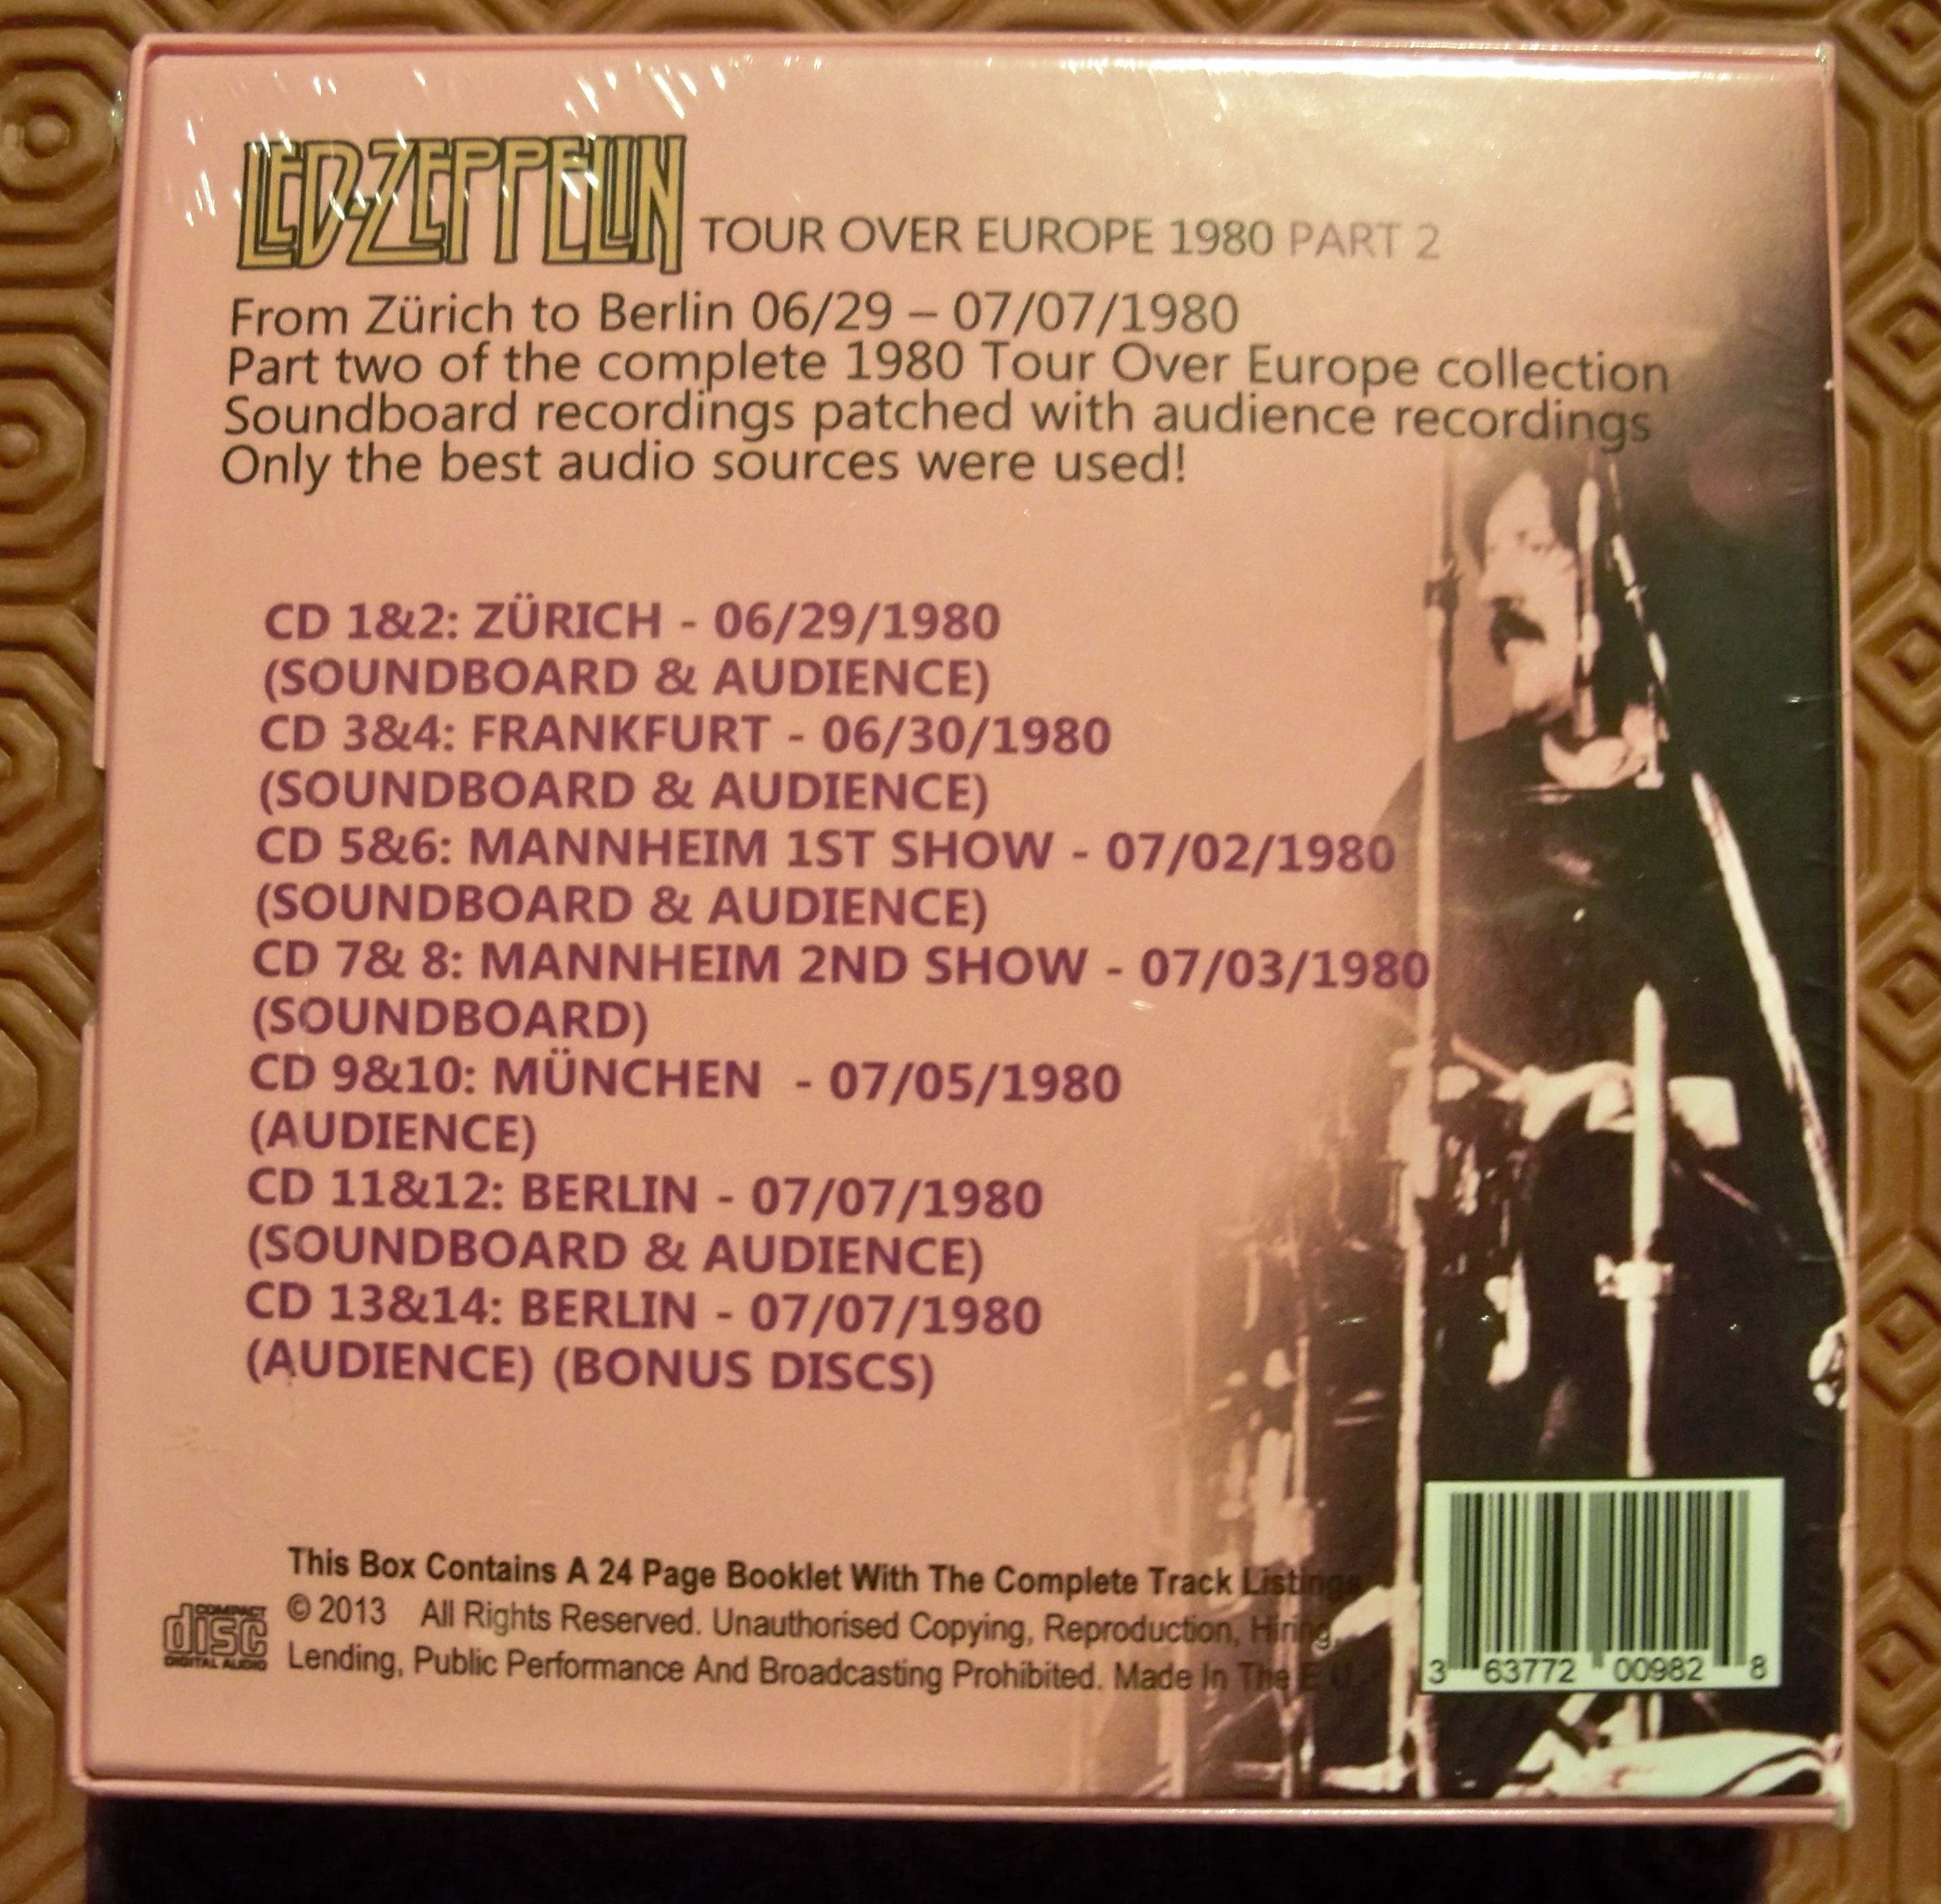 LED-ZEPPELIN TOUR OVER EUROPE 1980 PART 2
From Zürich to Berlin 06/29 – 07/07/1980
Part two of the complete 1980 Tour Over Europe collection
Soundboard recordings patched with audience recordings
Only the best audio sources were used!
CD 1&2: ZÜRICH - 06/29/1980
(SOUNDBOARD & AUDIENCE)
CD 3&4: FRANKFURT - 06/30/1980
(SOUNDBOARD & AUDIENCE)
CD 5&6: MANNHEIM 1ST SHOW - 07/02/1980
(SOUNDBOARD & AUDIENCE)
CD 7& 8: MANNHEIM 2ND SHOW - 07/03/1980
(SOUNDBOARD)
CD 9&10: MÜNCHEN - 07/05/1980
(AUDIENCE)
CD 11&12: BERLIN - 07/07/1980
(SOUNDBOARD & AUDIENCE)
CD 13&14: BERLIN - 07/07/1980
(AUDIENCE) (BONUS DISCS)
This Box Contains A 24 Page Booklet With The Complete Track Listings
© 2013 All Rights Reserved. Unauthorised Copying, Reproduction, Hiring,
Lending, Public Performance And Broadcasting Prohibited. Made In The E.U.
COMPACT
disc
DIGITAL AUDIO
3 63772 00982 8